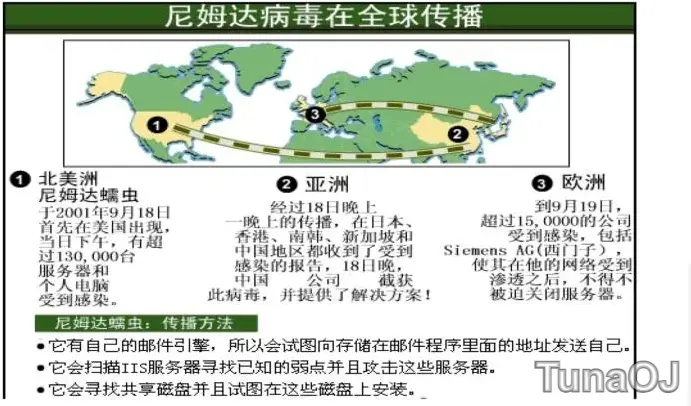 尼姆达病毒在全球传播
1
2
3
1 北美洲
尼姆达蠕虫
于2001年9月18日
首先在美国出现，
当日下午，有超
过130,000台
服务器和
个人电脑
受到感染。
2 亚洲
经过18日晚上
一晚上的传播，在日本、
香港、南韩、新加坡和
中国地区都收到了受到
感染的报告，18日晚，
中国 公司 截获
此病毒，并提供了解决方案！
3 欧洲
到9月19日，
超过15,0000的公司
受到感染，包括
Siemens AG(西门子)，
使其在他的网络受到
渗透之后，不得不
被迫关闭服务器。
尼姆达蠕虫：传播方法
●它有自己的邮件引擎，所以会试图向存储在邮件程序里面的地址发送自己。
●它会扫描IIS服务器寻找已知的弱点并且攻击这些服务器。
●它会寻找共享磁盘并且试图在这些磁盘上安装。
TunaOJ